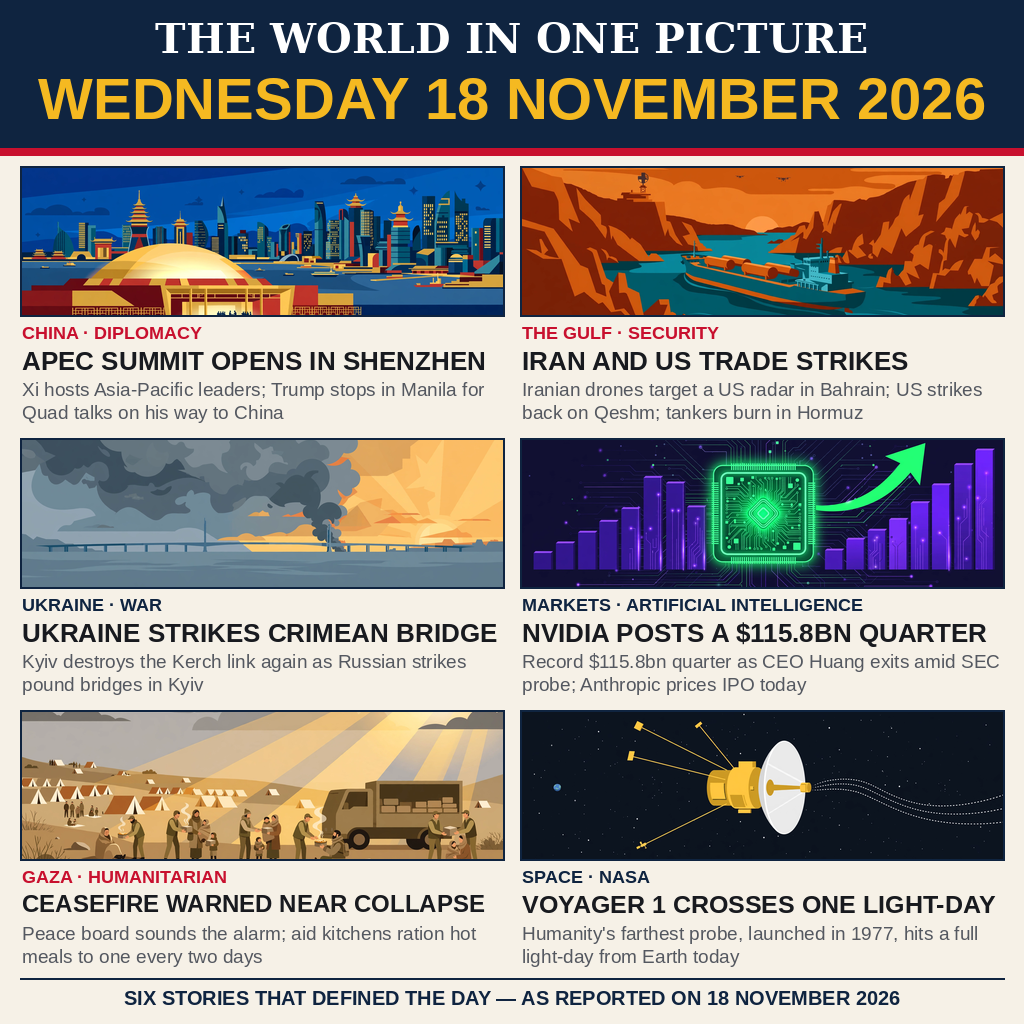 THE WORLD IN ONE PICTURE
WEDNESDAY 18 NOVEMBER 2026
CHINA · DIPLOMACY
APEC SUMMIT OPENS IN SHENZHEN
Xi hosts Asia-Pacific leaders; Trump stops in Manila for
Quad talks on his way to China
THE GULF · SECURITY
IRAN AND US TRADE STRIKES
Iranian drones target a US radar in Bahrain; US strikes
back on Qeshm; tankers burn in Hormuz
UKRAINE · WAR
UKRAINE STRIKES CRIMEAN BRIDGE
Kyiv destroys the Kerch link again as Russian strikes
pound bridges in Kyiv
MARKETS · ARTIFICIAL INTELLIGENCE
NVIDIA POSTS A $115.8BN QUARTER
Record $115.8bn quarter as CEO Huang exits amid SEC
probe; Anthropic prices IPO today
GAZA · HUMANITARIAN
CEASEFIRE WARNED NEAR COLLAPSE
Peace board sounds the alarm; aid kitchens ration hot
meals to one every two days
SPACE · NASA
VOYAGER 1 CROSSES ONE LIGHT-DAY
Humanity's farthest probe, launched in 1977, hits a full
light-day from Earth today
SIX STORIES THAT DEFINED THE DAY — AS REPORTED ON 18 NOVEMBER 2026